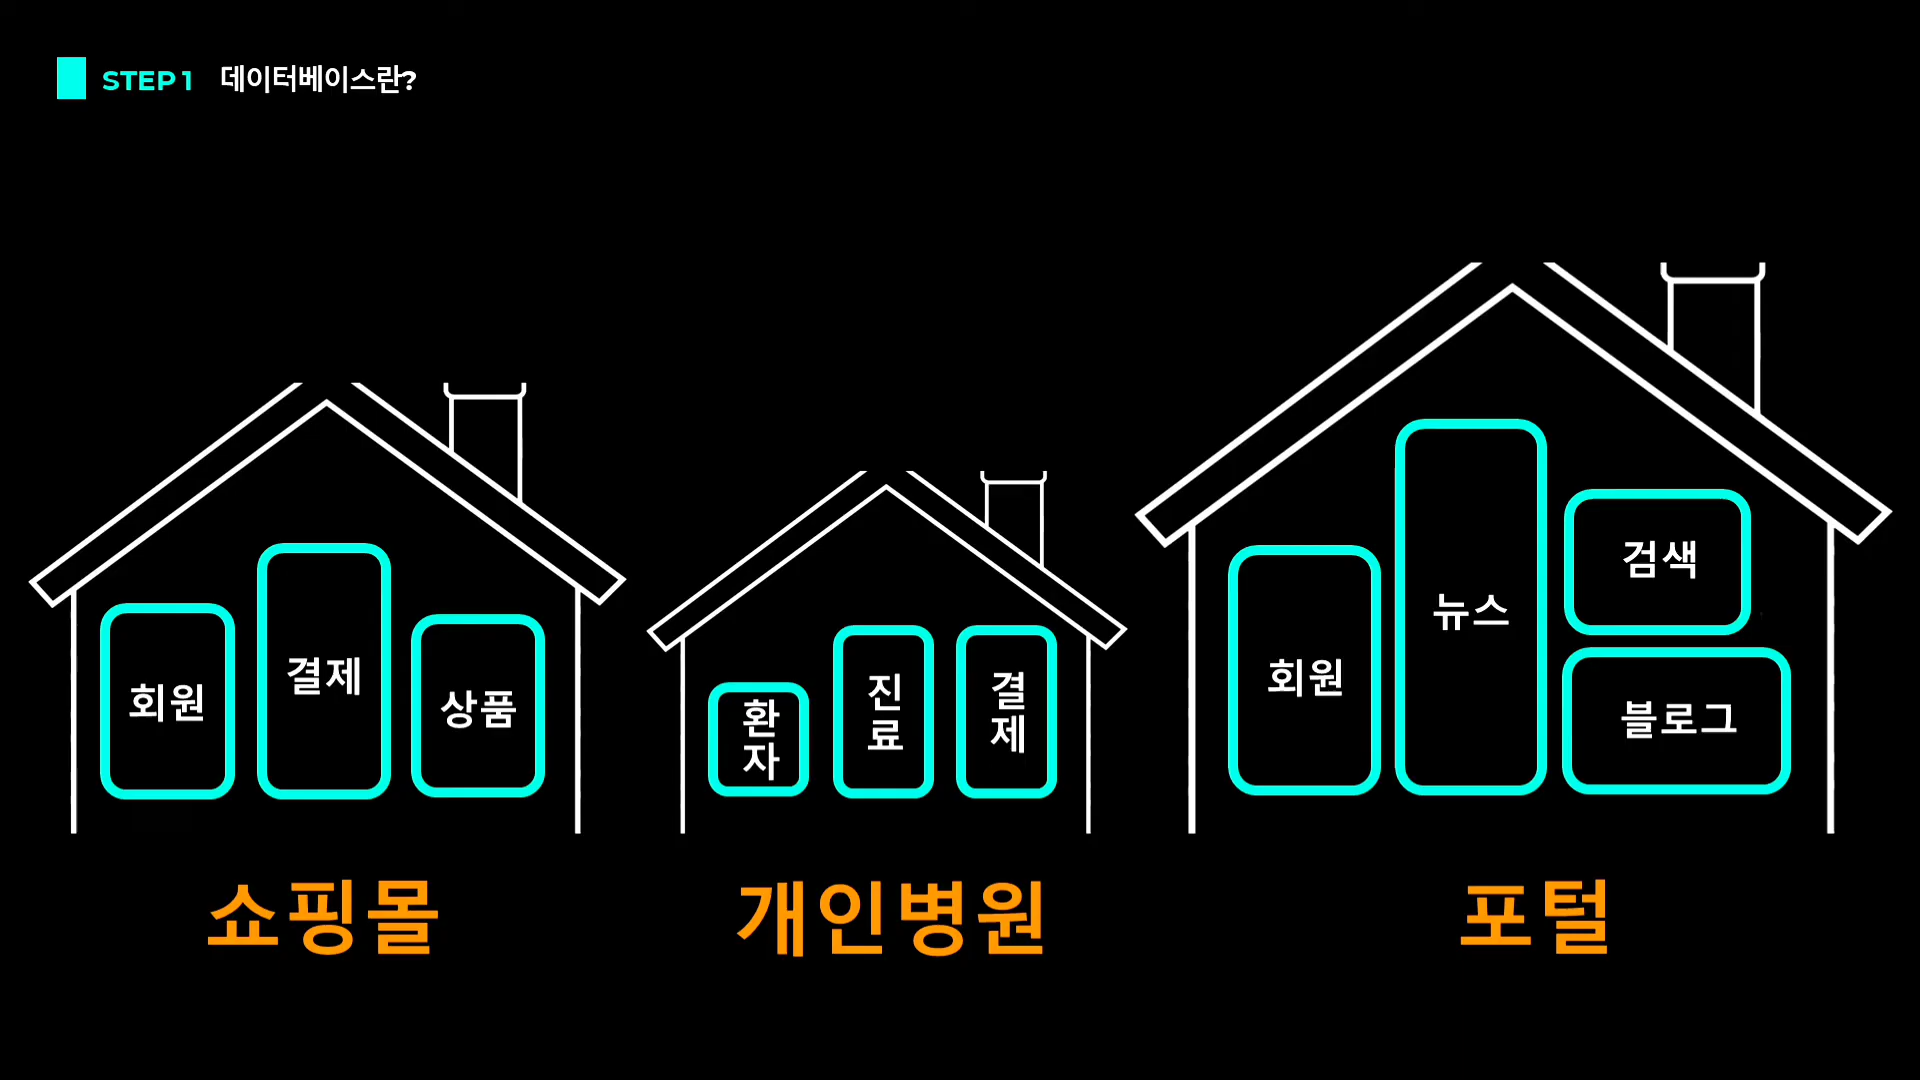 STEP 1 데이터베이스란?
회원
결제
상품
쇼핑몰
환
자
진
료
결
제
개인병원
회원
뉴스
검색
블로그
포털